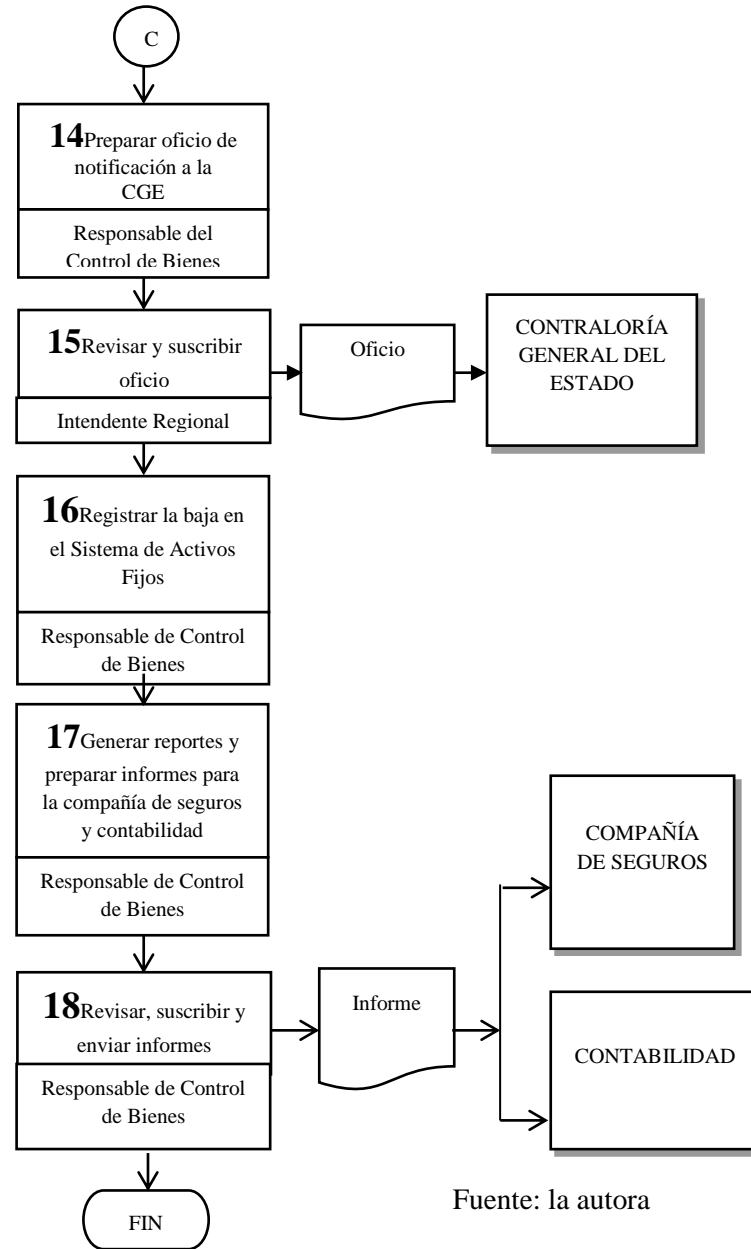 C
14Preparar oficio de
notificación a la
CGE
Responsable del
Control de Bienes
15Revisar y suscribir
oficio
Intendente Regional
Oficio
CONTRALORÍA
GENERAL DEL
ESTADO
16Registrar la baja en
el Sistema de Activos
Fijos
Responsable de Control
de Bienes
17Generar reportes y
preparar informes para
la compañía de seguros
y contabilidad
Responsable de Control
de Bienes
18Revisar, suscribir y
enviar informes
Responsable de Control
de Bienes
Informe
COMPAÑÍA
DE SEGUROS
CONTABILIDAD
FIN
Fuente: la autora